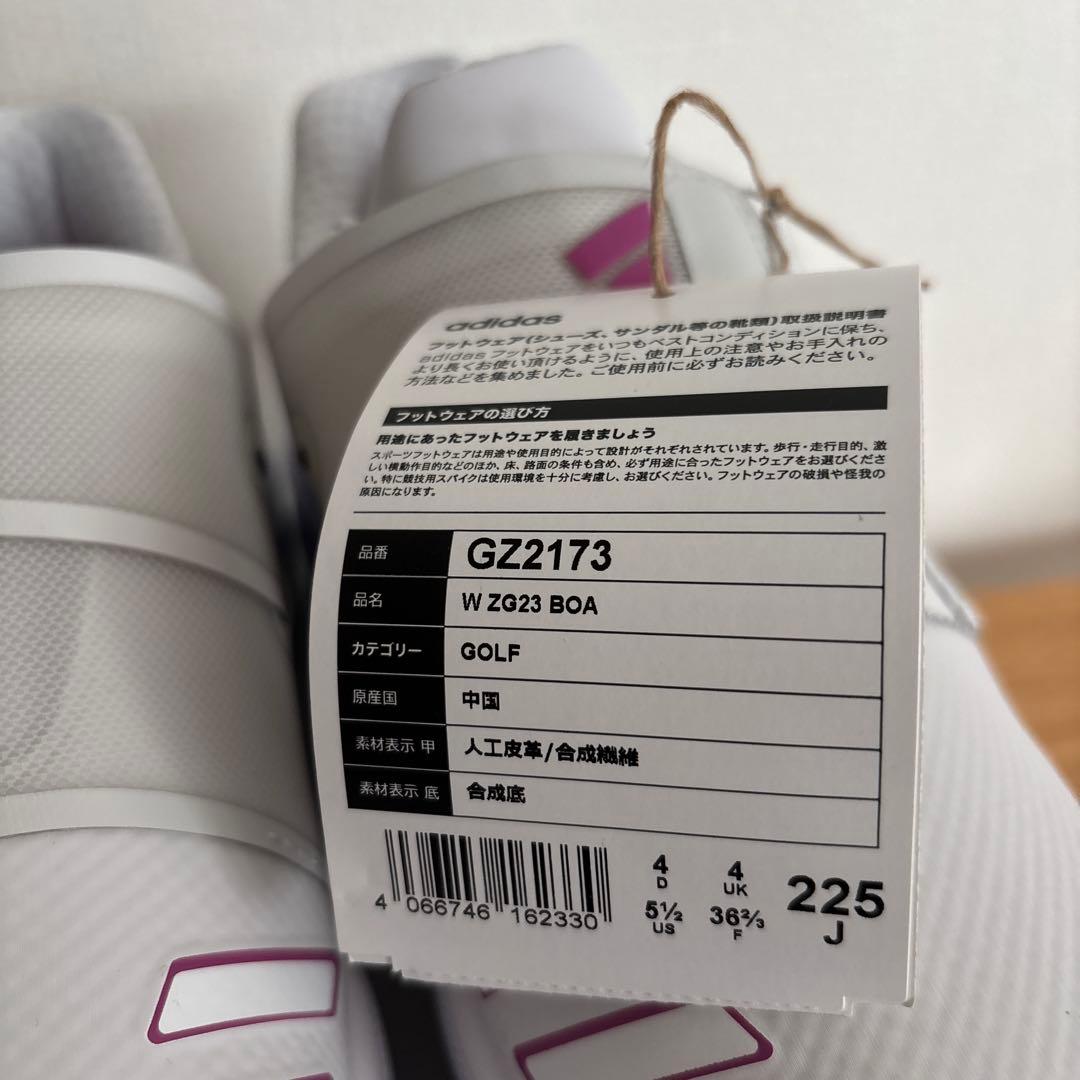 adidas
フットウェア(シューズ、サンダル等の靴類)取扱説明書
adidas フットウェアをいつもベストコンディションに保ち、
より長くお使い頂けるように、使用上の注意やお手入れの
方法などを集めました。ご使用前に必ずお読みください。
フットウェアの選び方
用途にあったフットウェアを履きましょう
スポーツフットウェアは用途や使用目的によって設計がそれぞれされています。歩行・走行目的、激
しい横動作目的などのほか、床、路面の条件も含め、必ず用途に合ったフットウェアをお選びくださ
い。特に競技用スパイクは使用環境を十分に考慮し、お選びください。フットウェアの破損や怪我の
原因になります。
品番 GZ2173
品名 W ZG23 BOA
カテゴリー GOLF
原産国 中国
素材表示 甲 人工皮革/合成繊維
素材表示 底 合成底
4 066746 162330
4 D 4 UK
5½ US 36⅔ F
225 J